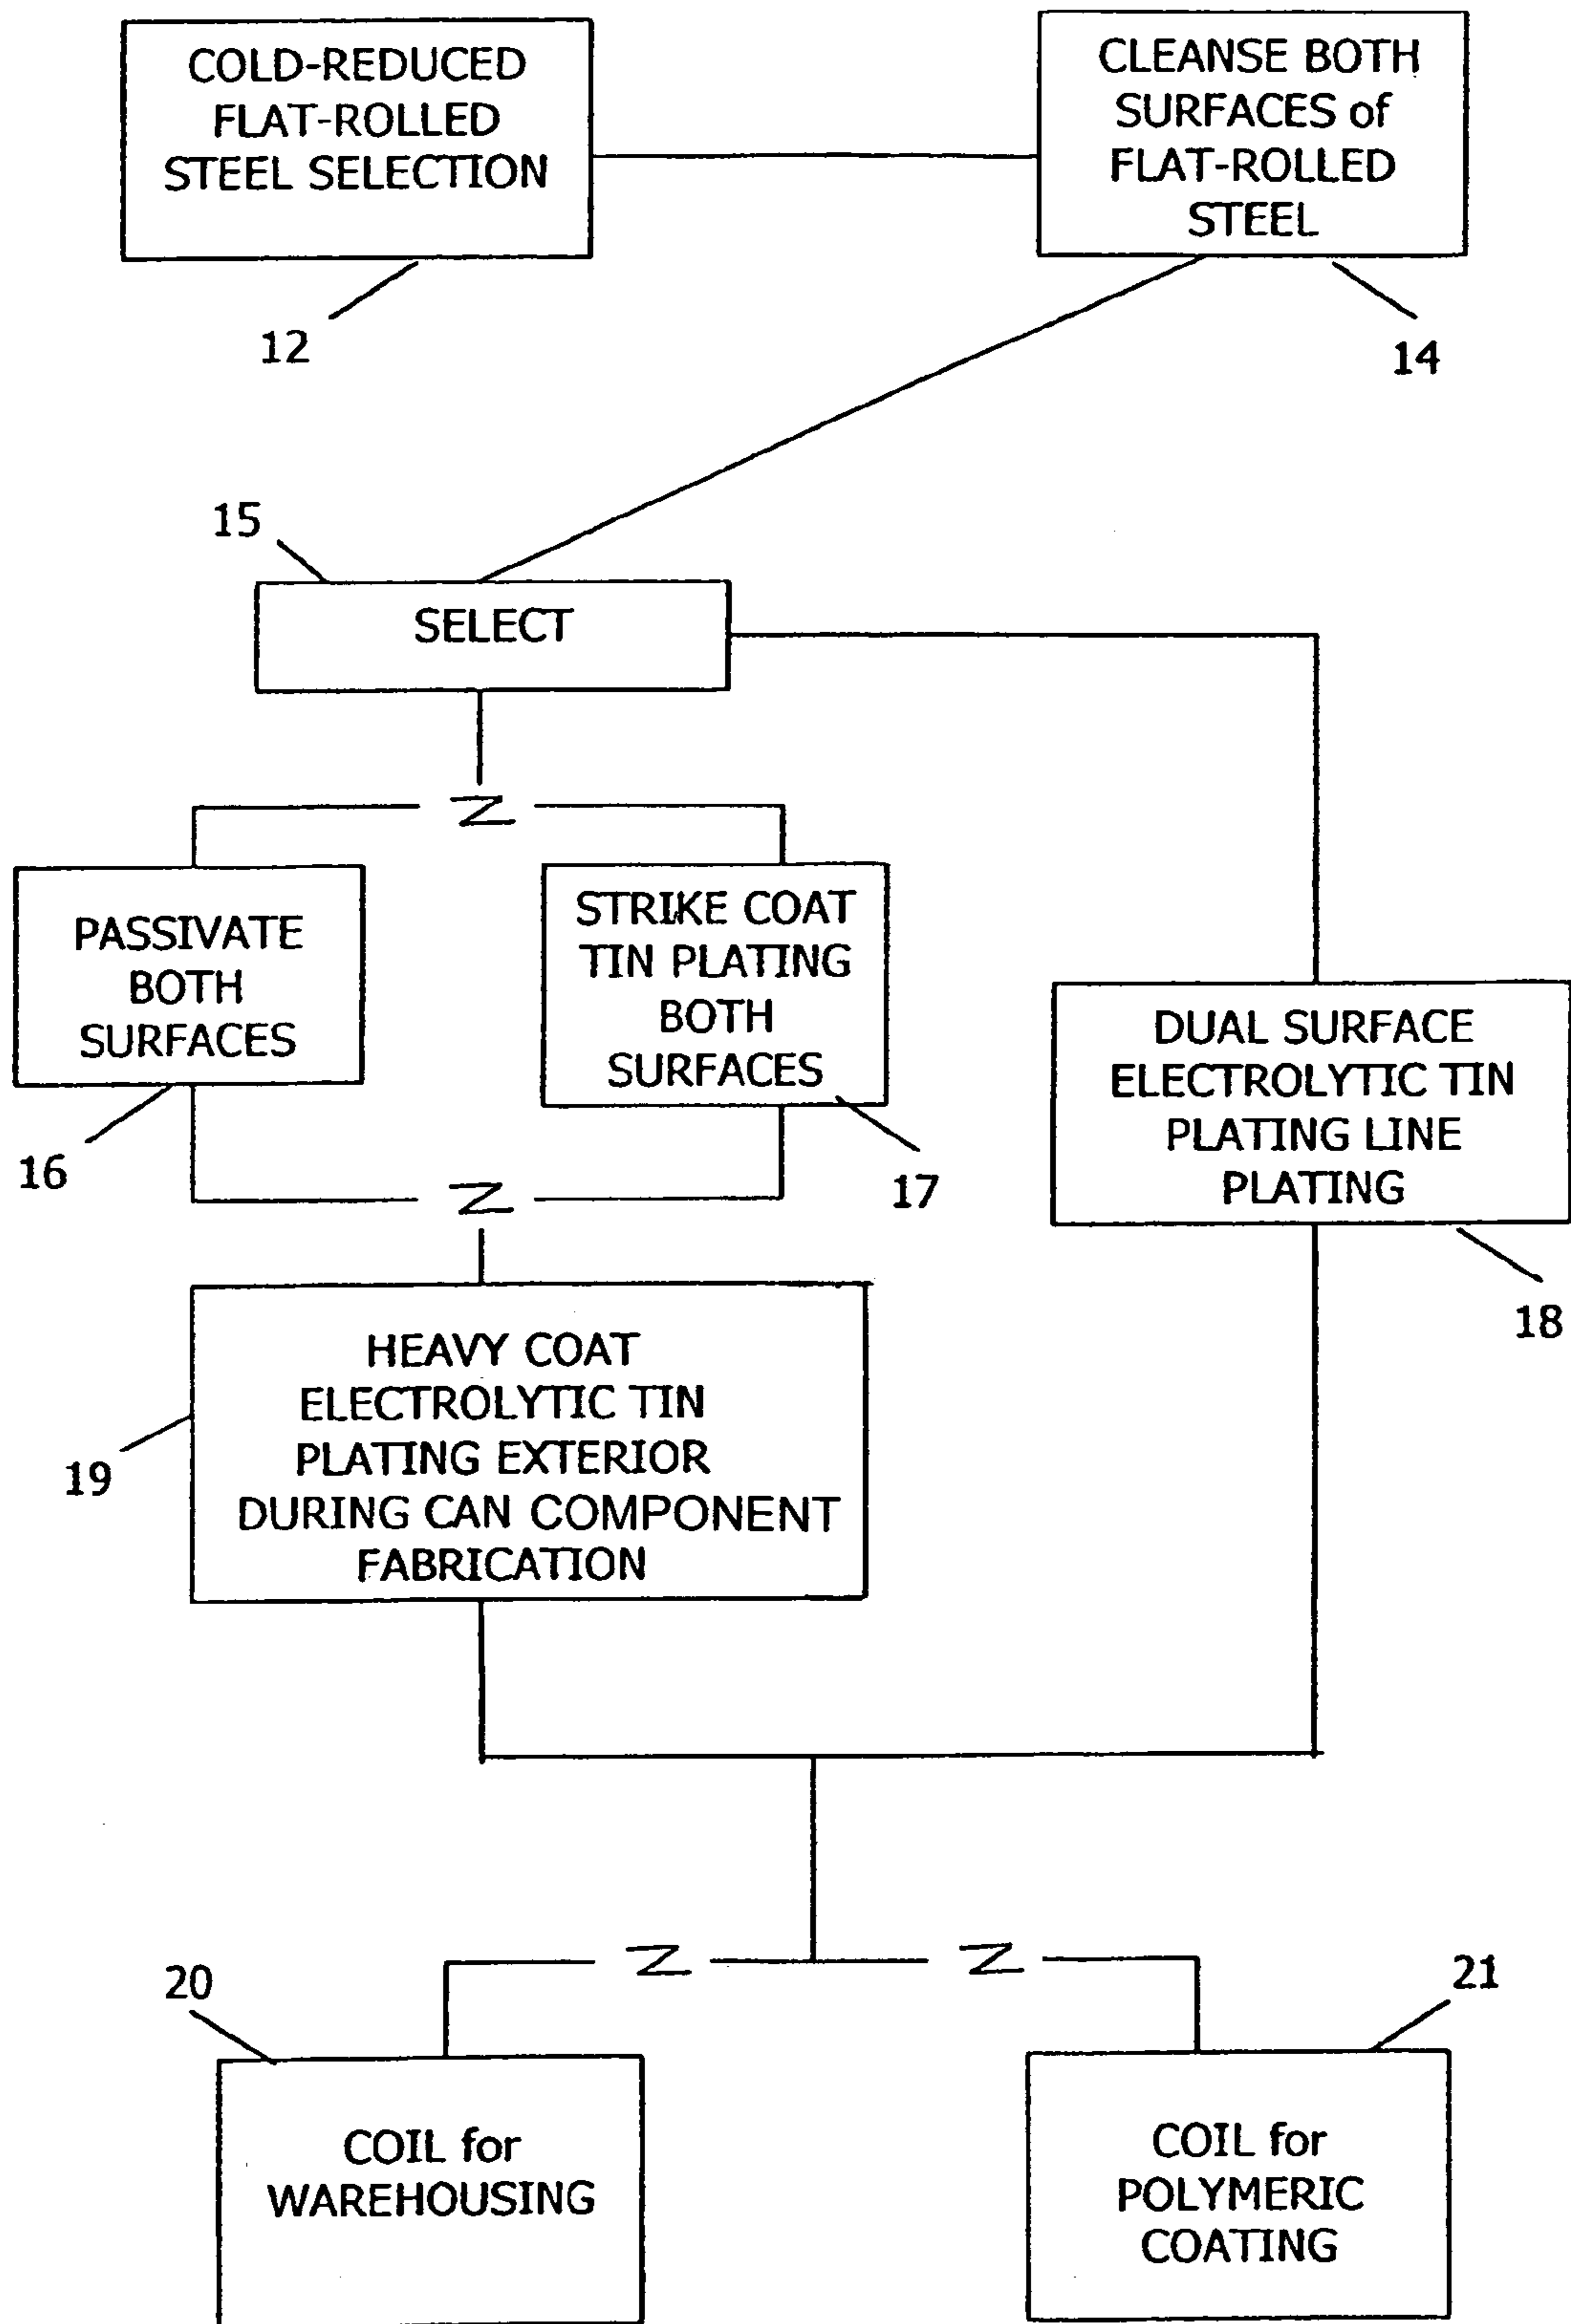 COLD-REDUCED
FLAT-ROLLED
STEEL SELECTION
12
CLEANSE BOTH
SURFACES of
FLAT-ROLLED
STEEL
14
15
SELECT
PASSIVATE
BOTH
SURFACES
16
STRIKE COAT
TIN PLATING
BOTH
SURFACES
17
DUAL SURFACE
ELECTROLYTIC TIN
PLATING LINE
PLATING
18
HEAVY COAT
ELECTROLYTIC TIN
PLATING EXTERIOR
DURING CAN COMPONENT
FABRICATION
19
20
COIL for
WAREHOUSING
21
COIL for
POLYMERIC
COATING